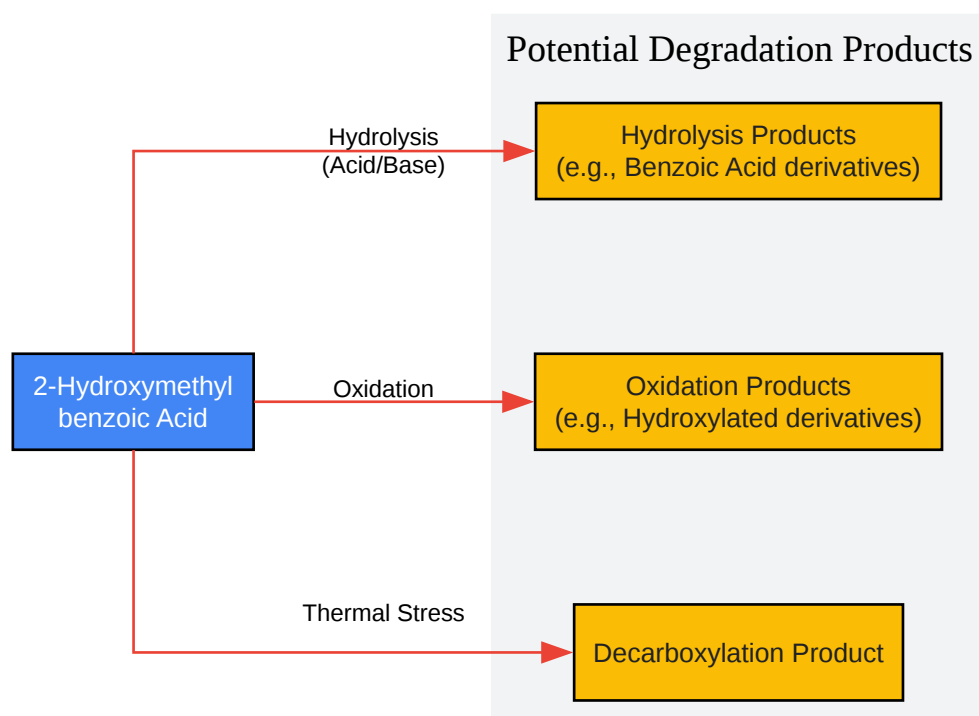 Potential Degradation Products
Hydrolysis
(Acid/Base)
Hydrolysis Products
(e.g., Benzoic Acid derivatives)
2-Hydroxymethyl
benzoic Acid
Oxidation
Oxidation Products
(e.g., Hydroxylated derivatives)
Thermal Stress
Decarboxylation Product